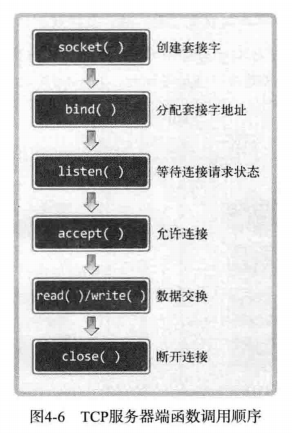 socket( ) 创建套接字
bind( ) 分配套接字地址
listen( ) 等待连接请求状态
accept( ) 允许连接
read( )/write( ) 数据交换
close( ) 断开连接
图4-6 TCP服务器端函数调用顺序